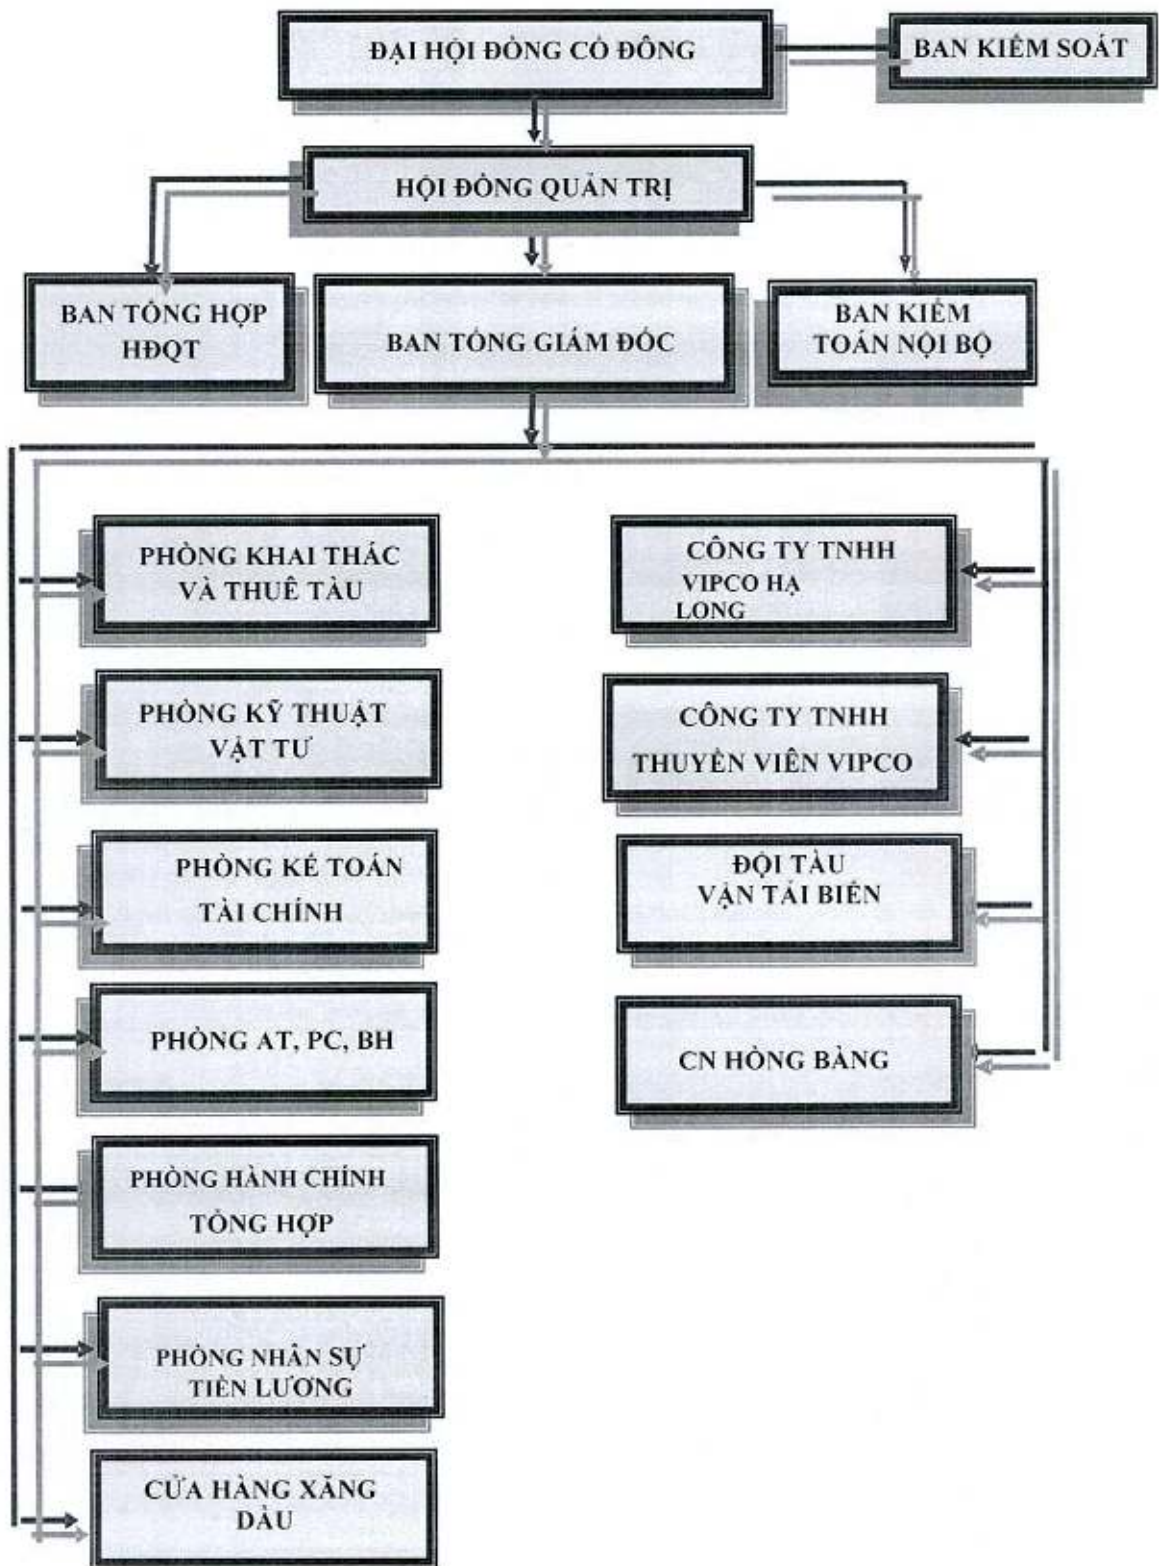 ĐẠI HỘI ĐỒNG CỔ ĐÔNG
BAN KIỂM SOÁT
HỘI ĐỒNG QUẢN TRỊ
BAN TỔNG HỢP
HĐQT
BAN TỔNG GIÁM ĐỐC
BAN KIỂM
TOÁN NỘI BỘ
PHÒNG KHAI THÁC
VÀ THUÊ TÀU
PHÒNG KỸ THUẬT
VẬT TƯ
PHÒNG KẾ TOÁN
TÀI CHÍNH
PHÒNG AT, PC, BH
PHÒNG HÀNH CHÍNH
TỔNG HỢP
PHÒNG NHÂN SỰ
TIỀN LƯƠNG
CỬA HÀNG XĂNG
DẦU
CÔNG TY TNHH
VIPCO HẠ
LONG
CÔNG TY TNHH
THUYỀN VIÊN VIPCO
ĐỘI TÀU
VẬN TẢI BIỂN
CN HỒNG BÀNG